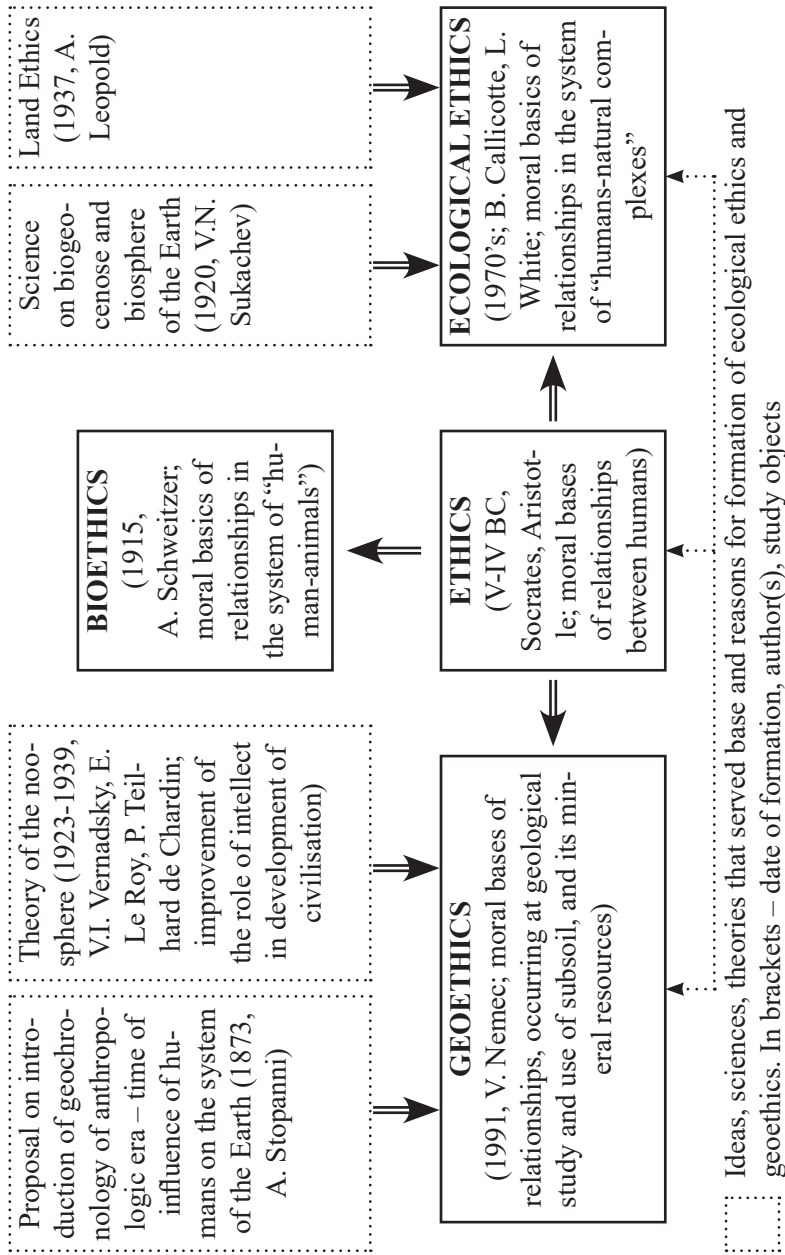 Proposal on intro-
duction of geochro-
nology of anthropo-
logic era – time of
influence of hu-
mans on the system
of the Earth (1873,
A. Stopanni)
Theory of the noo-
sphere (1923-1939,
V.I. Vernadsky, E.
Le Roy, P. Teil-
hard de Chardin;
improvement of
the role of intellect
in development of
civilisation)
BIOETHICS
(1915,
A. Schweitzer;
moral basics of
relationships in
the system of “hu-
man-animals”)
Science
on biogeo-
cenose and
biosphere
of the Earth
(1920, V.N.
Sukachev)
Land Ethics
(1937, A.
Leopold)
GEOETHICS
(1991, V. Nemec; moral bases of
relationships, occurring at geological
study and use of subsoil, and its min-
eral resources)
ETHICS
(V-IV BC,
Socrates, Aristot-
le; moral bases
of relationships
between humans)
ECOLOGICAL ETHICS
(1970’s; B. Callicotte, L.
White; moral basics of
relationships in the system
of “humans-natural com-
plexes”
Ideas, sciences, theories that served base and reasons for formation of ecological ethics and
geoethics. In brackets – date of formation, author(s), study objects